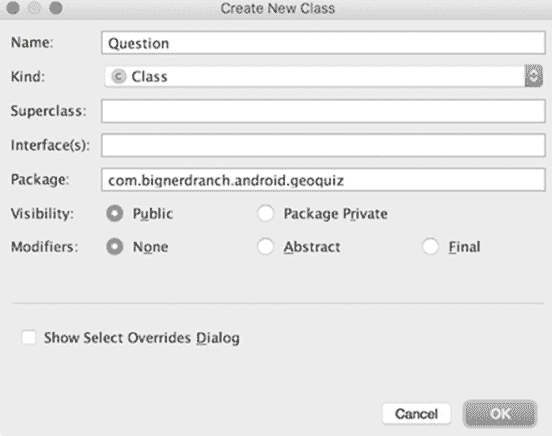 Create New Class
Name: Question
Kind: C Class
Superclass:
Interface(s):
Package: com.bignerdranch.android.geoquiz
Visibility: Public Package Private
Modifiers: None Abstract Final
Show Select Overrides Dialog
Cancel OK